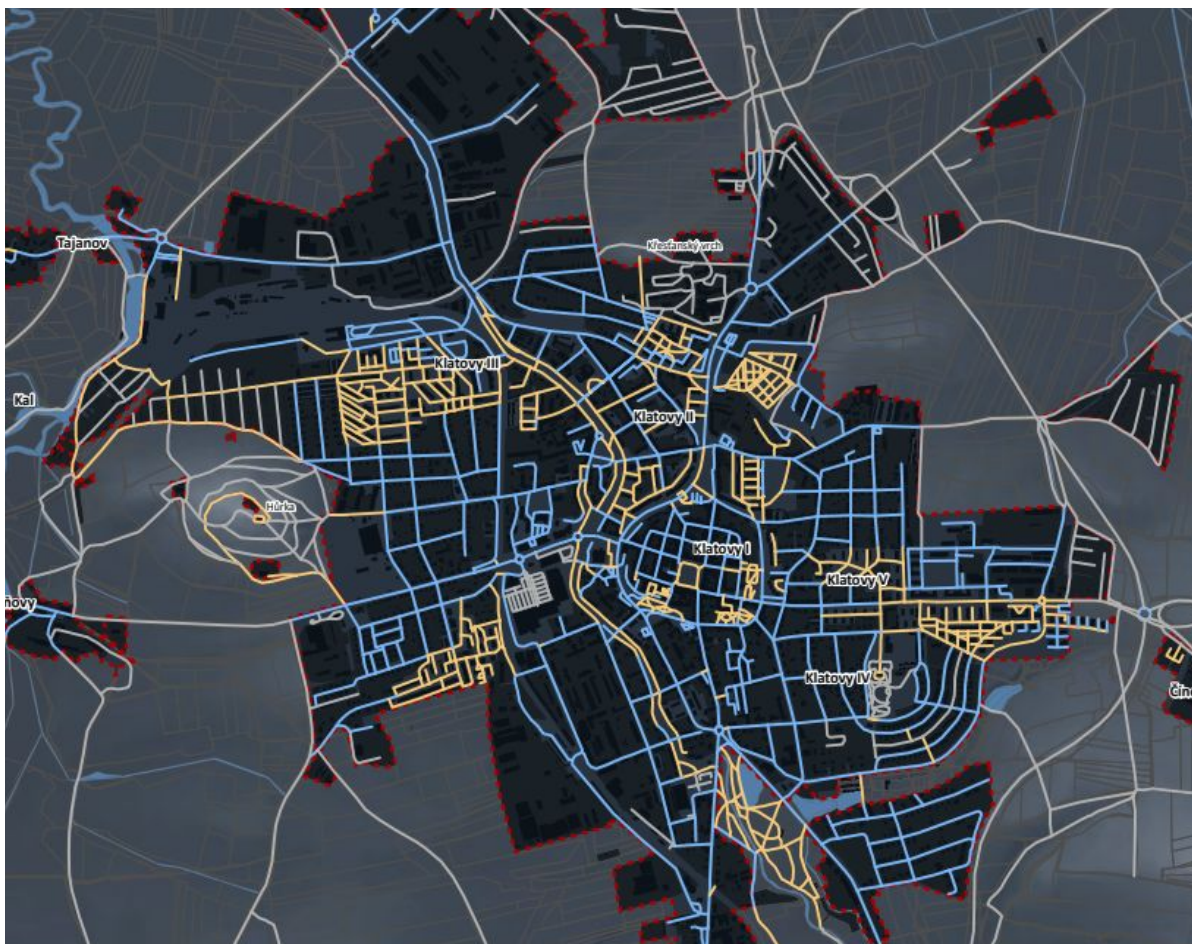 Křesťanský vrch
Tajanov
Klatovy III
Kal
Klatovy II
Hůrka
Klatovy I
Klatovy V
Klatovy IV